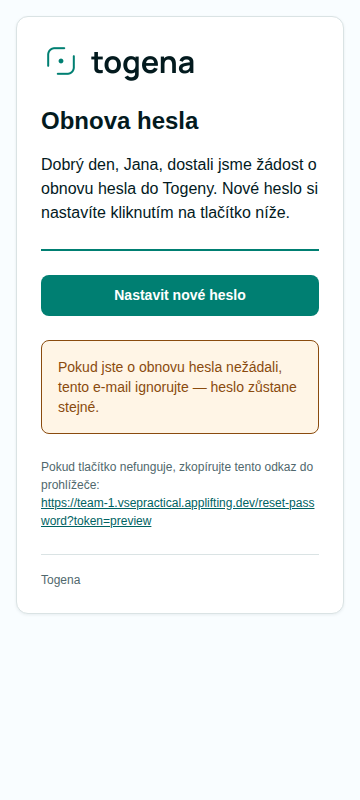 togena
Obnova hesla
Dobrý den, Jana, dostali jsme žádost o
obnovu hesla do Togeny. Nové heslo si
nastavíte kliknutím na tlačítko níže.
Nastavit nové heslo
Pokud jste o obnovu hesla nežádali,
tento e-mail ignorujte — heslo zůstane
stejné.
Pokud tlačítko nefunguje, zkopírujte tento odkaz do
prohlížeče:
https://team-1.vsepractical.applifting.dev/reset-pass
word?token=preview
Togena